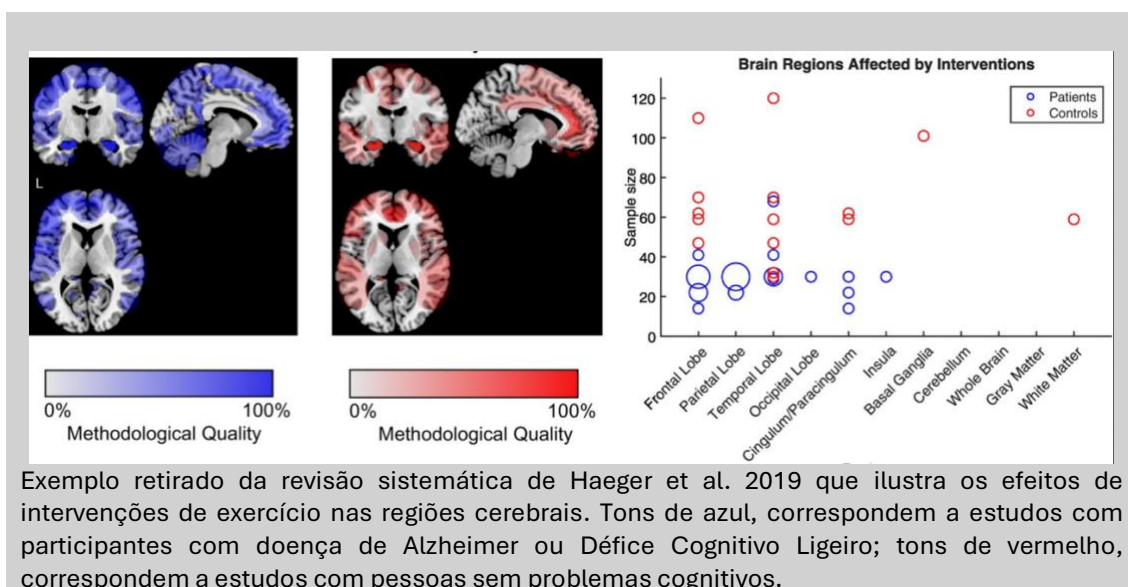 Brain Regions Affected by Interventions
Patients
Controls
120
100
80
60
40
20
0
Sample size
Frontal Lobe
Parietal Lobe
Temporal Lobe
Occipital Lobe
Cingulum/Paracingulum
Insula
Basal Ganglia
Cerebellum
Whole Brain
Gray Matter
White Matter
L
0%
100%
Methodological Quality
0%
100%
Methodological Quality
Exemplo retirado da revisão sistemática de Haeger et al. 2019 que ilustra os efeitos de
intervenções de exercício nas regiões cerebrais. Tons de azul, correspondem a estudos com
participantes com doença de Alzheimer ou Défice Cognitivo Ligeiro; tons de vermelho,
correspondem a estudos com pessoas sem problemas cognitivos.